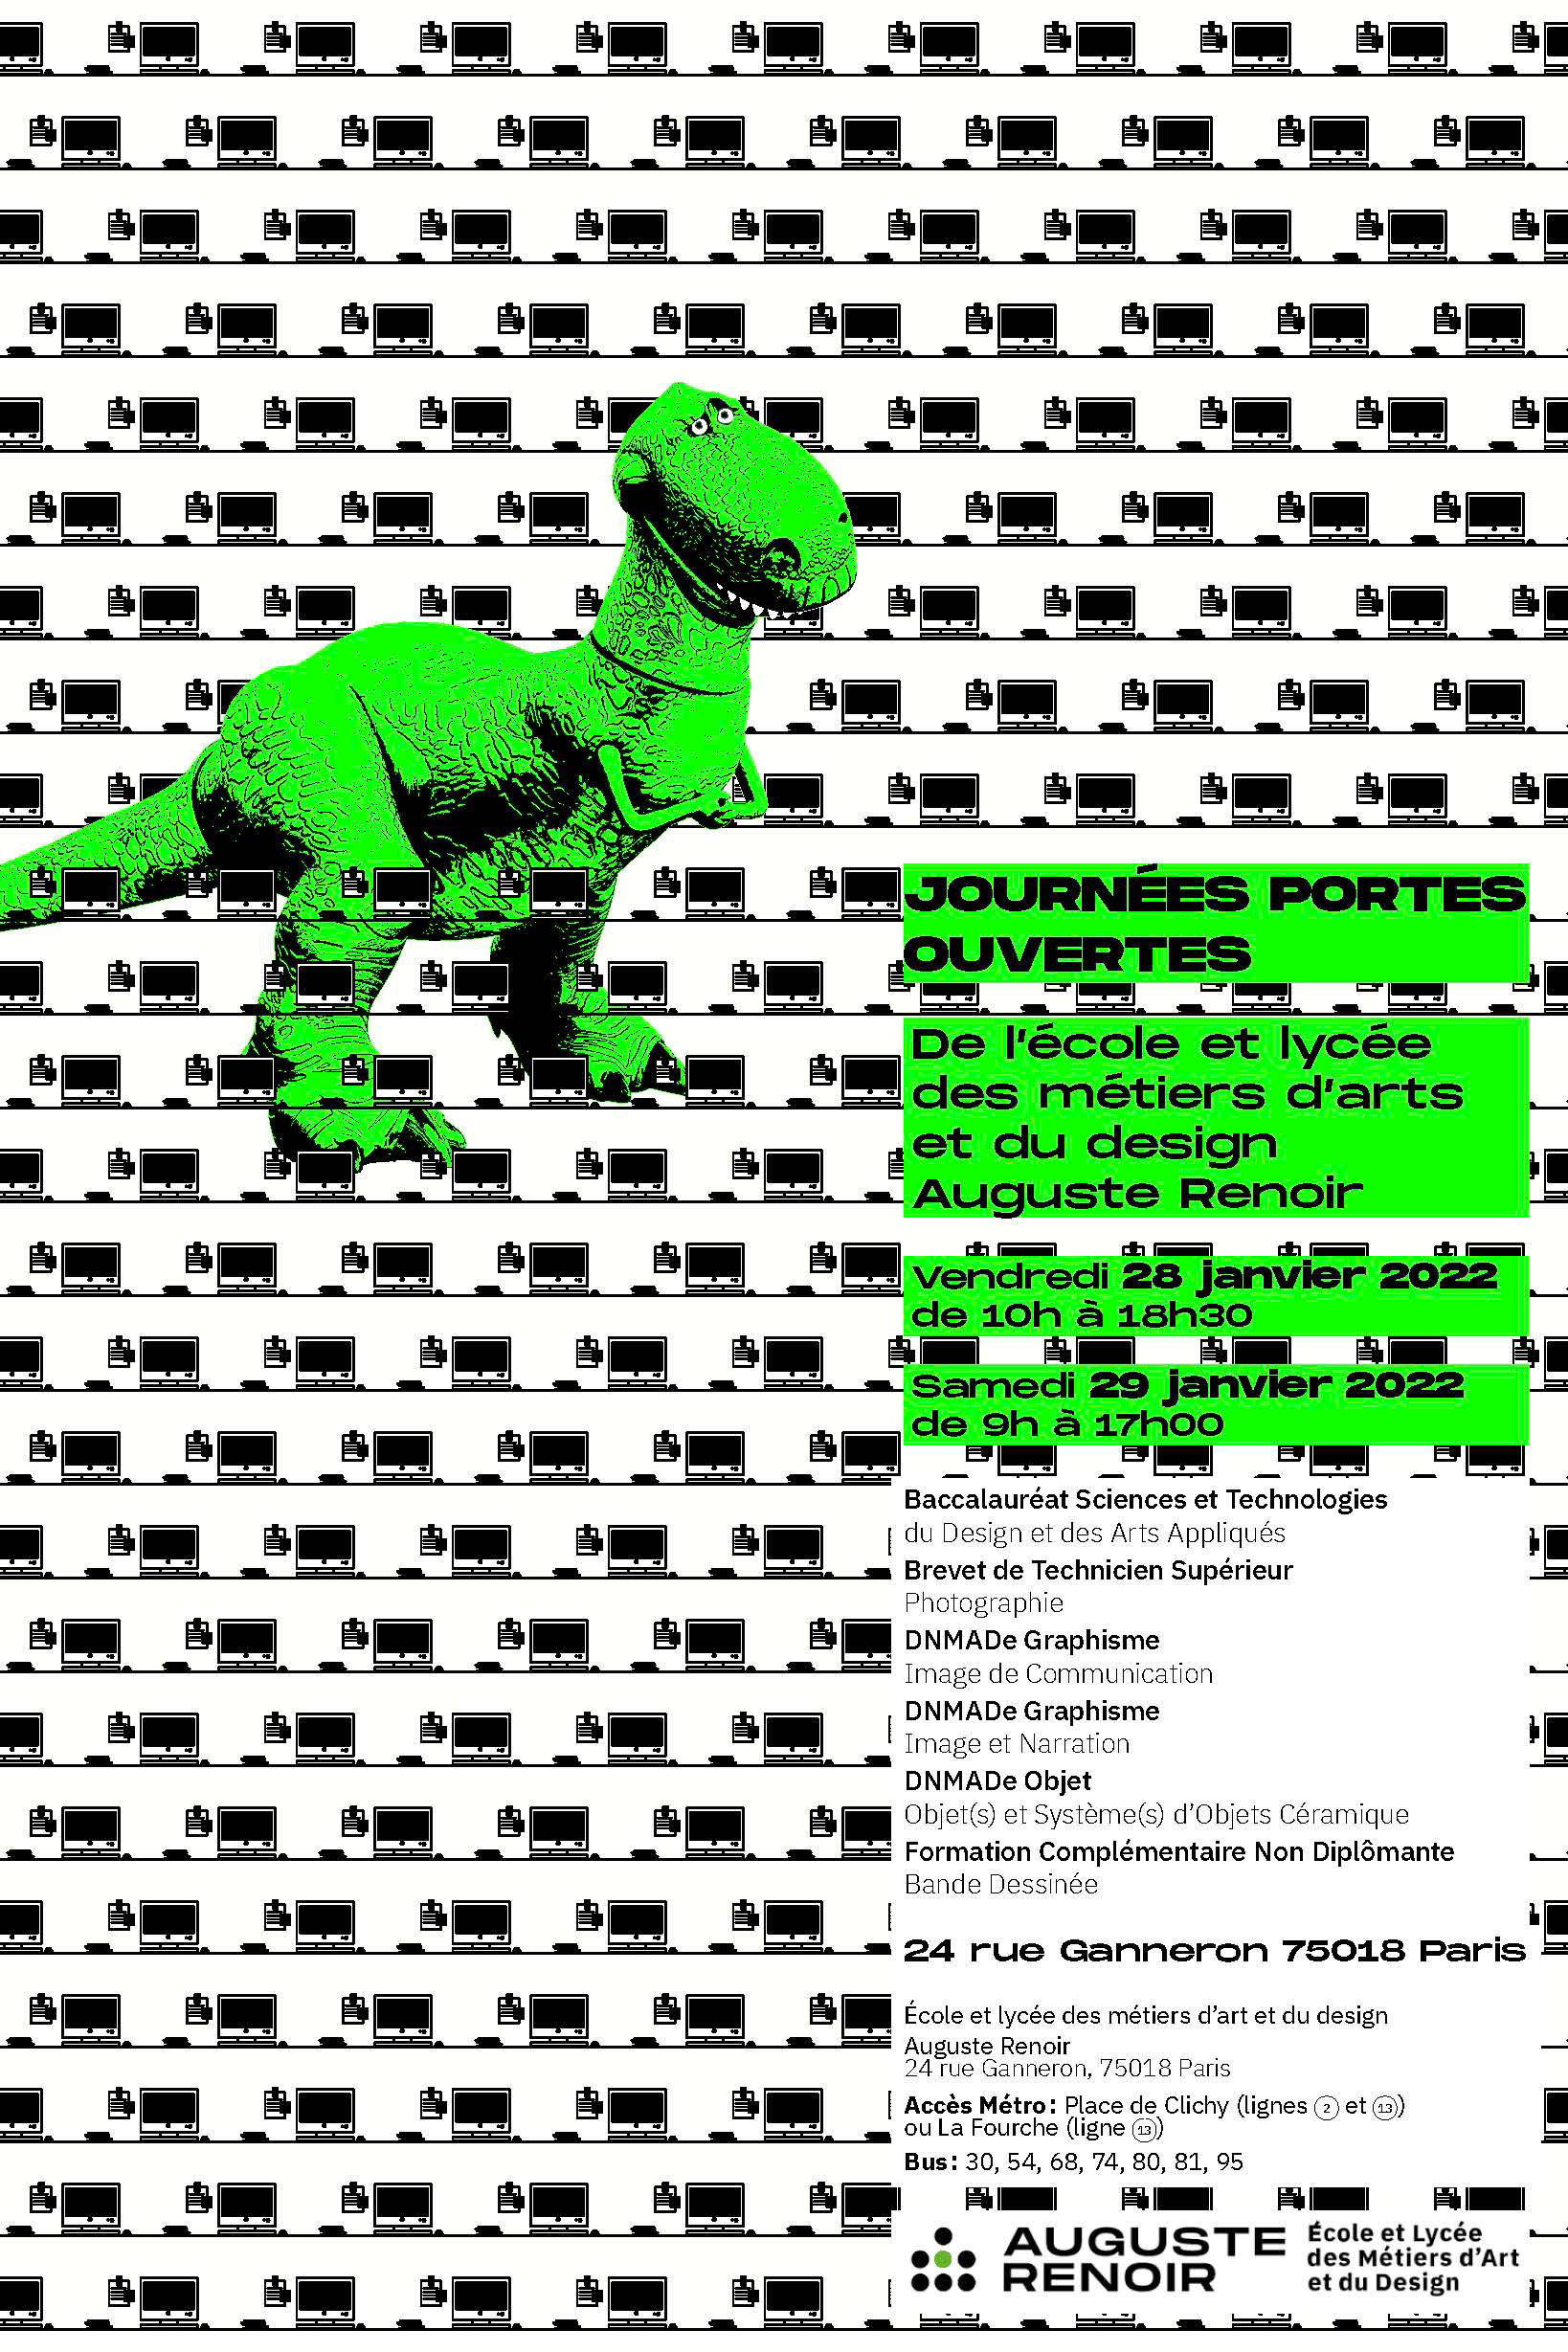 JOURNÉES PORTES
OUVERTES
De l'école et lycée
des métiers d'arts
et du design
Auguste Renoir
Vendredi 28 janvier 2022
de 10h à 18h30
Samedi 29 janvier 2022
de 9h à 17h00
Baccalauréat Sciences et Technologies
du Design et des Arts Appliqués
Brevet de Technicien Supérieur
Photographie
DNMADe Graphisme
Image de Communication
DNMADe Graphisme
Image et Narration
DNMADe Objet
Objet(s) et Système(s) d'Objets Céramique
Formation Complémentaire Non Diplômante
Bande Dessinée
24 rue Ganneron 75018 Paris
École et lycée des métiers d'art et du design
Auguste Renoir
24 rue Ganneron, 75018 Paris
Accès Métro : Place de Clichy (lignes 2 et 13)
ou La Fourche (ligne 13)
Bus : 30, 54, 68, 74, 80, 81, 95
AUGUSTE
RENOIR
École et Lycée
des Métiers d'Art
et du Design